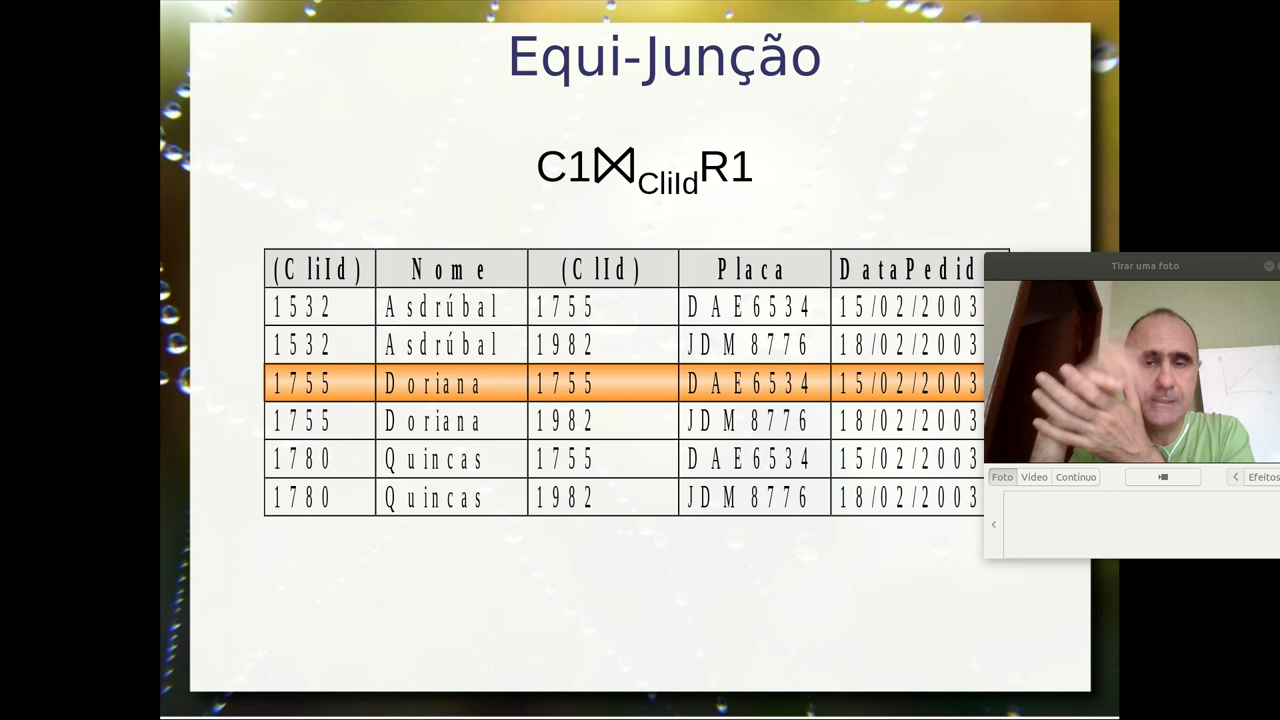 Equi-Junção
C1⋈CliIdR1
(CliId) Nome (ClId) Placa DataPedid
1532 Asdrúbal 1755 DAE6534 15/02/2003
1532 Asdrúbal 1982 JDM8776 18/02/2003
1755 Doriana 1755 DAE6534 15/02/2003
1755 Doriana 1982 JDM8776 18/02/2003
1780 Quincas 1755 DAE6534 15/02/2003
1780 Quincas 1982 JDM8776 18/02/2003
Tirar uma foto
Foto Vídeo Contínuo Efeitos